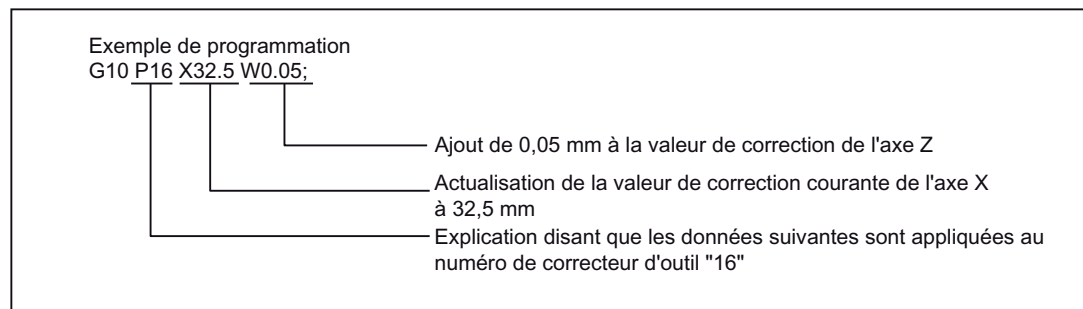 Exemple de programmation
G10 P16 X32.5 W0.05;
Ajout de 0,05 mm à la valeur de correction de l'axe Z
Actualisation de la valeur de correction courante de l'axe X
à 32,5 mm
Explication disant que les données suivantes sont appliquées au
numéro de correcteur d'outil "16"